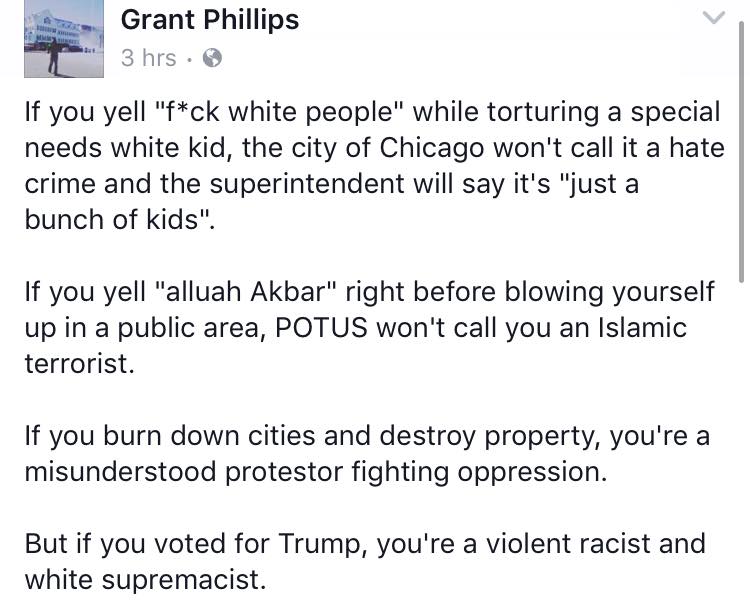 Grant Phillips
3 hrs ·
If you yell "f*ck white people" while torturing a special
needs white kid, the city of Chicago won't call it a hate
crime and the superintendent will say it's "just a
bunch of kids".
If you yell "alluah Akbar" right before blowing yourself
up in a public area, POTUS won't call you an Islamic
terrorist.
If you burn down cities and destroy property, you're a
misunderstood protestor fighting oppression.
But if you voted for Trump, you're a violent racist and
white supremacist.